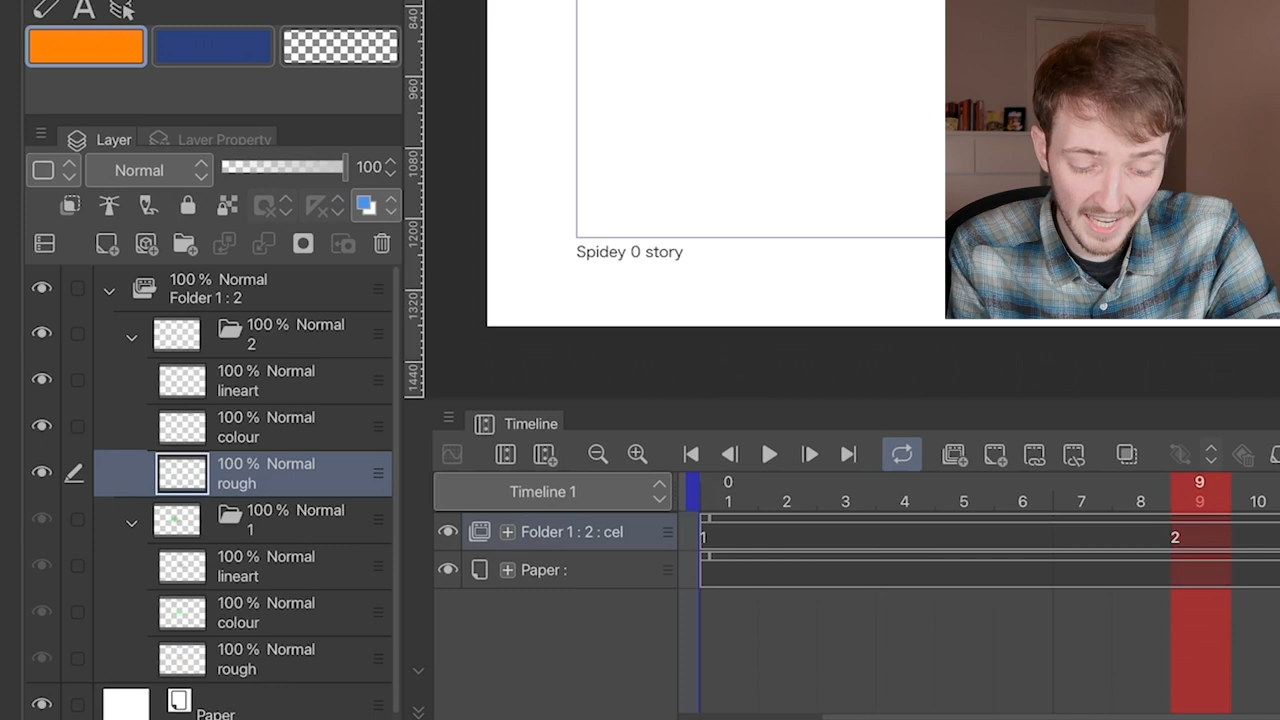 A
840
960
1080
1200
1320
1440
Layer
Layer Property
Normal
100
100 % Normal
Folder 1 : 2
100 % Normal
2
100 % Normal
lineart
100 % Normal
colour
100 % Normal
rough
100 % Normal
1
100 % Normal
lineart
100 % Normal
colour
100 % Normal
rough
Paper
Spidey 0 story
Timeline
Timeline 1
0
9
1 2 3 4 5 6 7 8 9 10
Folder 1 : 2 : cel
1
2
Paper :